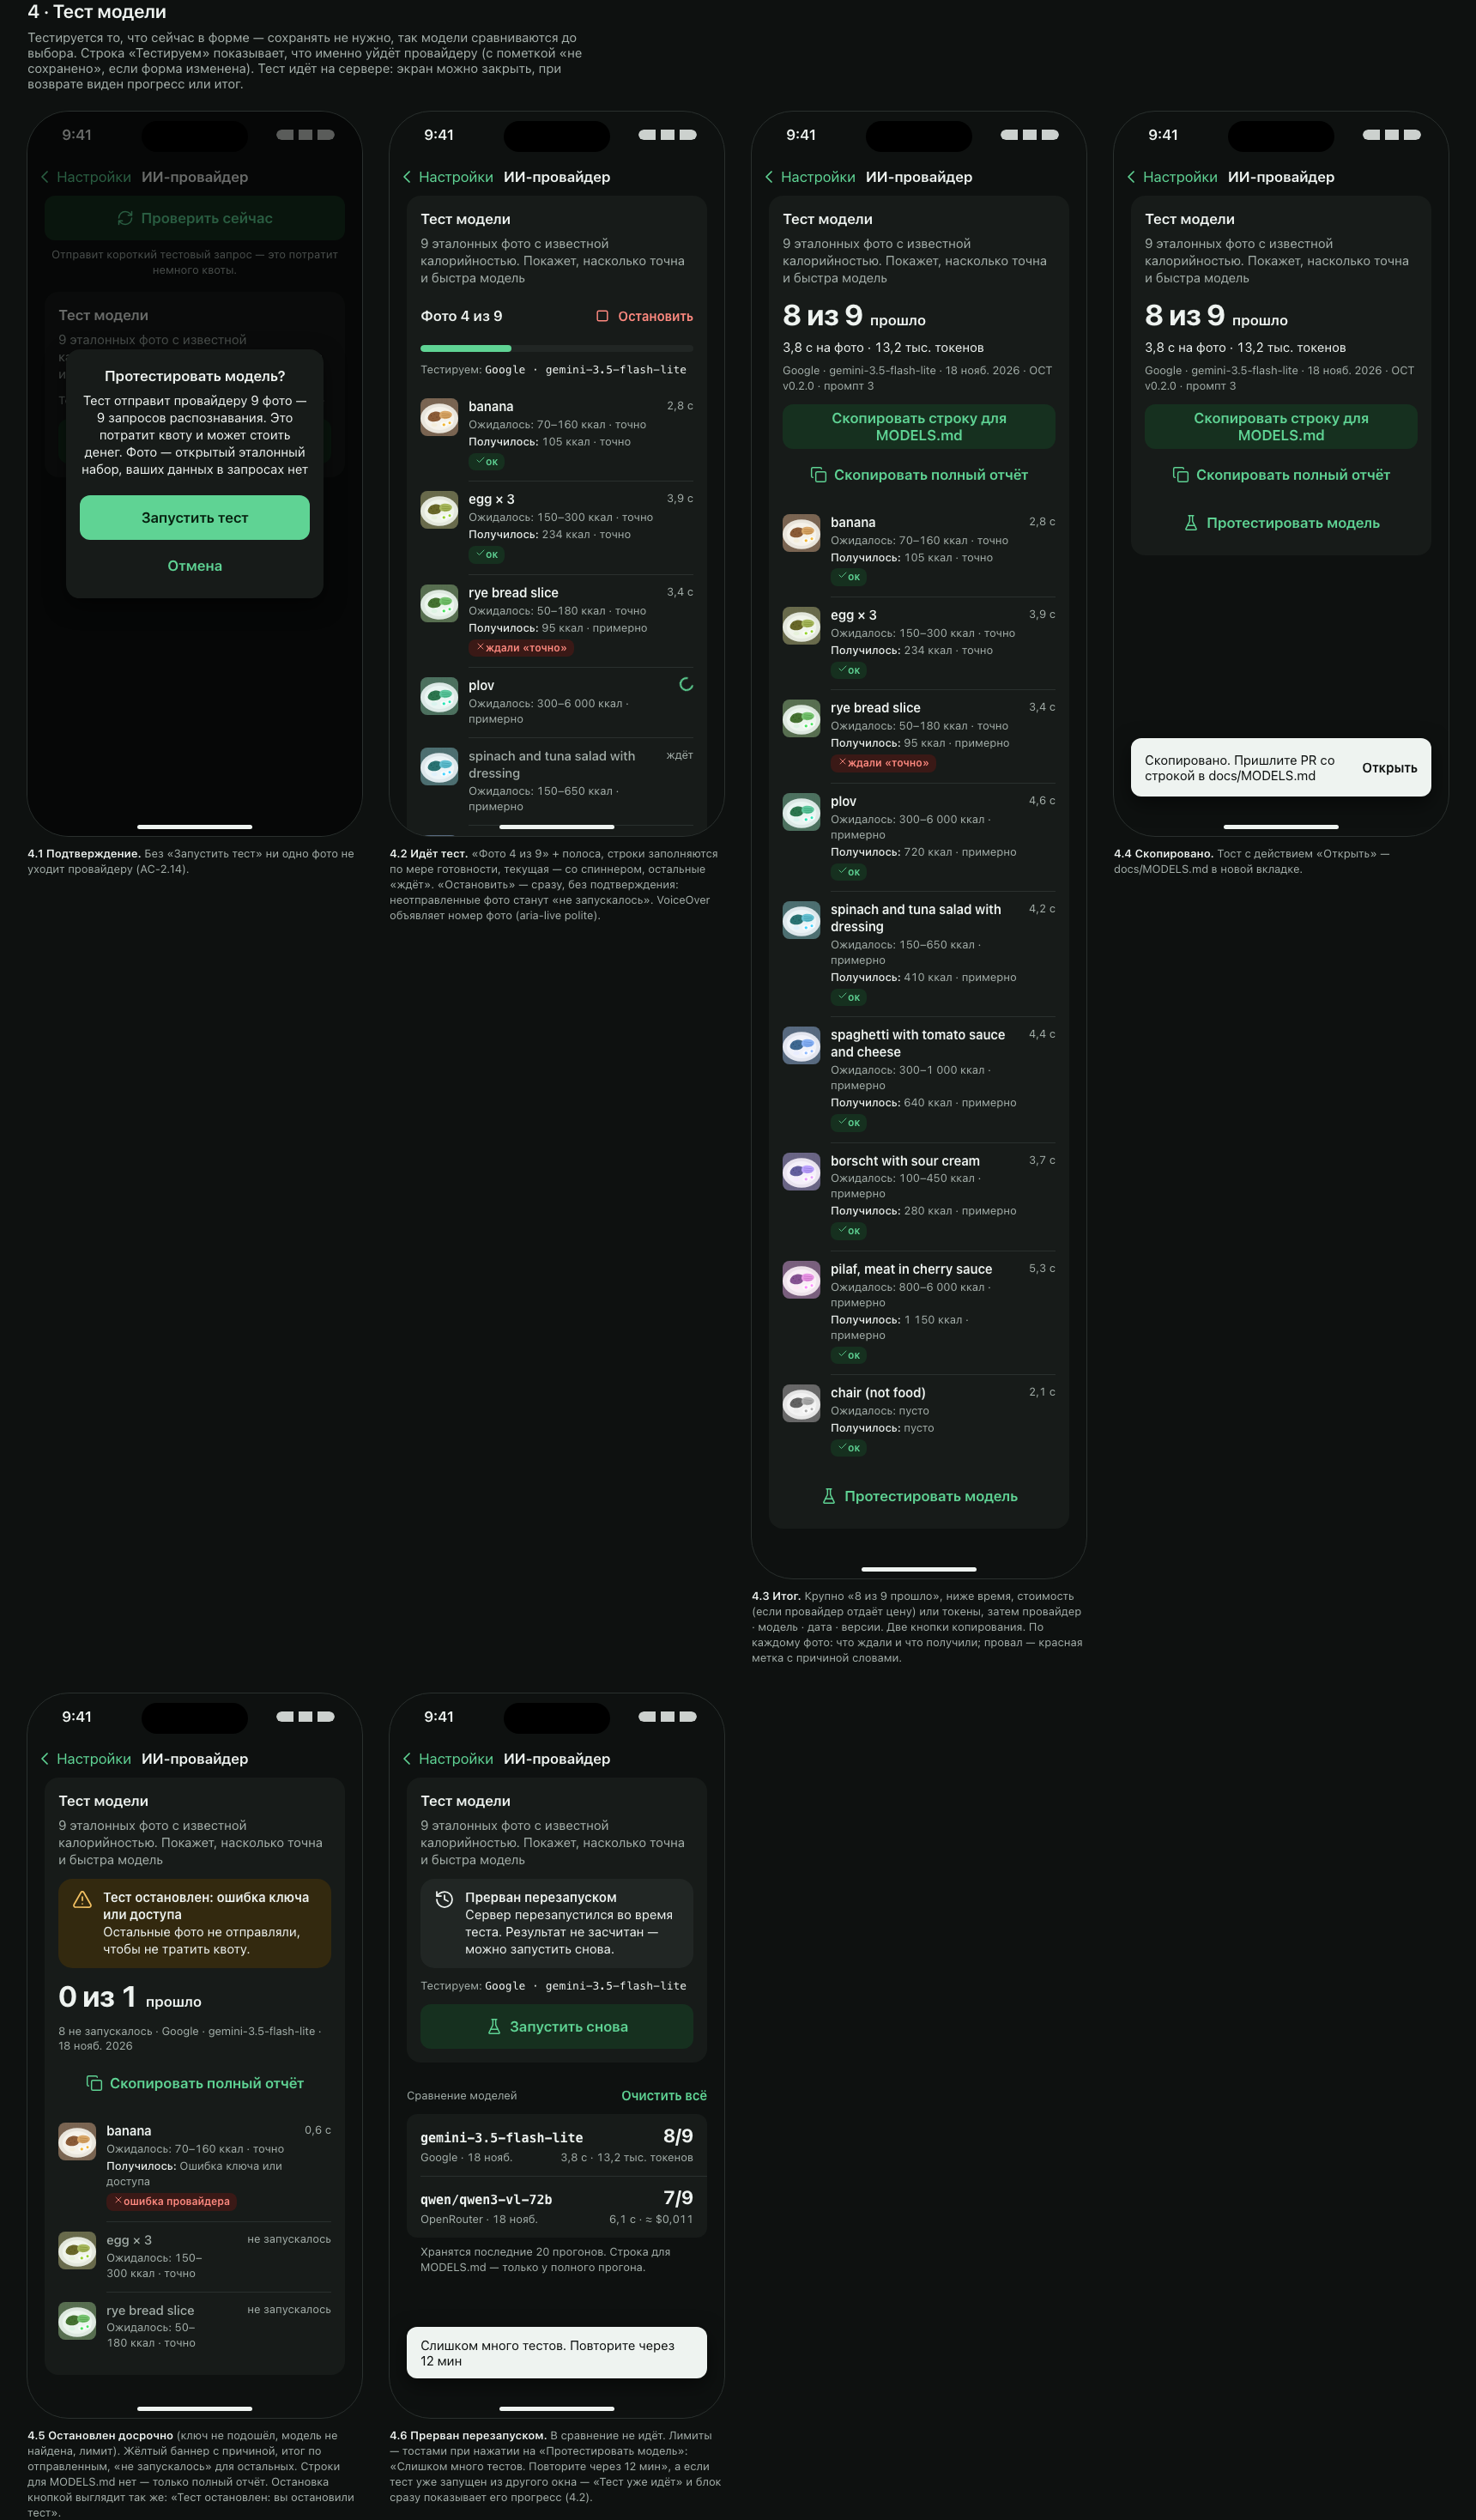 4 · Тест модели
Тестируется то, что сейчас в форме — сохранять не нужно, так модели сравниваются до
выбора. Строка «Тестируем» показывает, что именно уйдёт провайдеру (с пометкой «не
сохранено», если форма изменена). Тест идёт на сервере: экран можно закрыть, при
возврате виден прогресс или итог.
9:41
Настройки ИИ-провайдер
Проверить сейчас
Отправит короткий тестовый запрос — это потратит
немного квоты.
Тест модели
9 эталонных фото с известной
Протестировать модель?
Тест отправит провайдеру 9 фото —
9 запросов распознавания. Это
потратит квоту и может стоить
денег. Фото — открытый эталонный
набор, ваших данных в запросах нет
Запустить тест
Отмена
4.1 Подтверждение. Без «Запустить тест» ни одно фото не
уходит провайдеру (АС-2.14).
9:41
Настройки ИИ-провайдер
Тест модели
9 эталонных фото с известной
калорийностью. Покажет, насколько точна
и быстра модель
Фото 4 из 9 Остановить
Тестируем: Google · gemini-3.5-flash-lite
banana 2,8 с
Ожидалось: 70–160 ккал · точно
Получилось: 105 ккал · точно
ок
egg × 3 3,9 с
Ожидалось: 150–300 ккал · точно
Получилось: 234 ккал · точно
ок
rye bread slice 3,4 с
Ожидалось: 50–180 ккал · точно
Получилось: 95 ккал · примерно
ждали «точно»
plov
Ожидалось: 300–6 000 ккал ·
примерно
spinach and tuna salad with ждёт
dressing
Ожидалось: 150–650 ккал ·
примерно
4.2 Идёт тест. «Фото 4 из 9» + полоса, строки заполняются
по мере готовности, текущая — со спиннером, остальные
«ждёт». «Остановить» — сразу, без подтверждения:
неотправленные фото станут «не запускалось». VoiceOver
объявляет номер фото (aria-live polite).
9:41
Настройки ИИ-провайдер
Тест модели
9 эталонных фото с известной
калорийностью. Покажет, насколько точна
и быстра модель
8 из 9 прошло
3,8 с на фото · 13,2 тыс. токенов
Google · gemini-3.5-flash-lite · 18 нояб. 2026 · ОСТ
v0.2.0 · промпт 3
Скопировать строку для
MODELS.md
Скопировать полный отчёт
banana 2,8 с
Ожидалось: 70–160 ккал · точно
Получилось: 105 ккал · точно
ок
egg × 3 3,9 с
Ожидалось: 150–300 ккал · точно
Получилось: 234 ккал · точно
ок
rye bread slice 3,4 с
Ожидалось: 50–180 ккал · точно
Получилось: 95 ккал · примерно
ждали «точно»
plov 4,6 с
Ожидалось: 300–6 000 ккал ·
примерно
Получилось: 720 ккал · примерно
ок
spinach and tuna salad with 4,2 с
dressing
Ожидалось: 150–650 ккал ·
примерно
Получилось: 410 ккал · примерно
ок
spaghetti with tomato sauce 4,4 с
and cheese
Ожидалось: 300–1 000 ккал ·
примерно
Получилось: 640 ккал · примерно
ок
borscht with sour cream 3,7 с
Ожидалось: 100–450 ккал ·
примерно
Получилось: 280 ккал · примерно
ок
pilaf, meat in cherry sauce 5,3 с
Ожидалось: 800–6 000 ккал ·
примерно
Получилось: 1 150 ккал ·
примерно
ок
chair (not food) 2,1 с
Ожидалось: пусто
Получилось: пусто
ок
Протестировать модель
4.3 Итог. Крупно «8 из 9 прошло», ниже время, стоимость
(если провайдер отдаёт цену) или токены, затем провайдер
· модель · дата · версии. Две кнопки копирования. По
каждому фото: что ждали и что получили; провал — красная
метка с причиной словами.
9:41
Настройки ИИ-провайдер
Тест модели
9 эталонных фото с известной
калорийностью. Покажет, насколько точна
и быстра модель
8 из 9 прошло
3,8 с на фото · 13,2 тыс. токенов
Google · gemini-3.5-flash-lite · 18 нояб. 2026 · ОСТ
v0.2.0 · промпт 3
Скопировать строку для
MODELS.md
Скопировать полный отчёт
Протестировать модель
Скопировано. Пришлите PR со
строкой в docs/MODELS.md
Открыть
4.4 Скопировано. Тост с действием «Открыть» —
docs/MODELS.md в новой вкладке.
9:41
Настройки ИИ-провайдер
Тест модели
9 эталонных фото с известной
калорийностью. Покажет, насколько точна
и быстра модель
Тест остановлен: ошибка ключа
или доступа
Остальные фото не отправляли,
чтобы не тратить квоту.
0 из 1 прошло
8 не запускалось · Google · gemini-3.5-flash-lite ·
18 нояб. 2026
Скопировать полный отчёт
banana 0,6 с
Ожидалось: 70–160 ккал · точно
Получилось: Ошибка ключа или
доступа
ошибка провайдера
egg × 3 не запускалось
Ожидалось: 150–
300 ккал · точно
rye bread slice не запускалось
Ожидалось: 50–
180 ккал · точно
4.5 Остановлен досрочно (ключ не подошёл, модель не
найдена, лимит). Жёлтый баннер с причиной, итог по
отправленным, «не запускалось» для остальных. Строки
для MODELS.md нет — только полный отчёт. Остановка
кнопкой выглядит так же: «Тест остановлен: вы остановили
тест».
9:41
Настройки ИИ-провайдер
Тест модели
9 эталонных фото с известной
калорийностью. Покажет, насколько точна
и быстра модель
Прерван перезапуском
Сервер перезапустился во время
теста. Результат не засчитан —
можно запустить снова.
Тестируем: Google · gemini-3.5-flash-lite
Запустить снова
Сравнение моделей Очистить всё
gemini-3.5-flash-lite 8/9
Google · 18 нояб. 3,8 с · 13,2 тыс. токенов
qwen/qwen3-vl-72b 7/9
OpenRouter · 18 нояб. 6,1 с · ≈ $0,011
Хранятся последние 20 прогонов. Строка для
MODELS.md — только у полного прогона.
Слишком много тестов. Повторите через
12 мин
4.6 Прерван перезапуском. В сравнение не идёт. Лимиты
— тостами при нажатии на «Протестировать модель»:
«Слишком много тестов. Повторите через 12 мин», а если
тест уже запущен из другого окна — «Тест уже идёт» и блок
сразу показывает его прогресс (4.2).